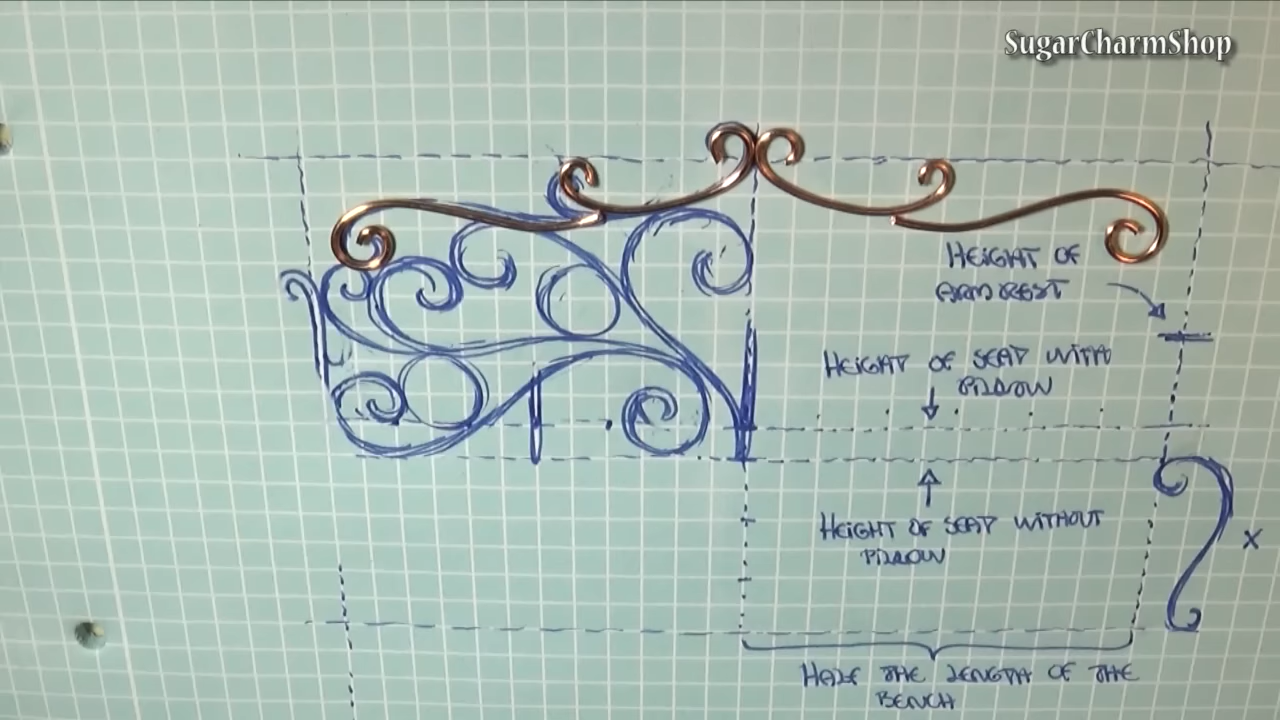 SugarCharmShop
HEIGHT OF
ARMREST
HEIGHT OF SEAT WITH
PILLOW
HEIGHT OF SEAT WITHOUT
PILLOW
X
HALF THE LENGTH OF THE
BENCH